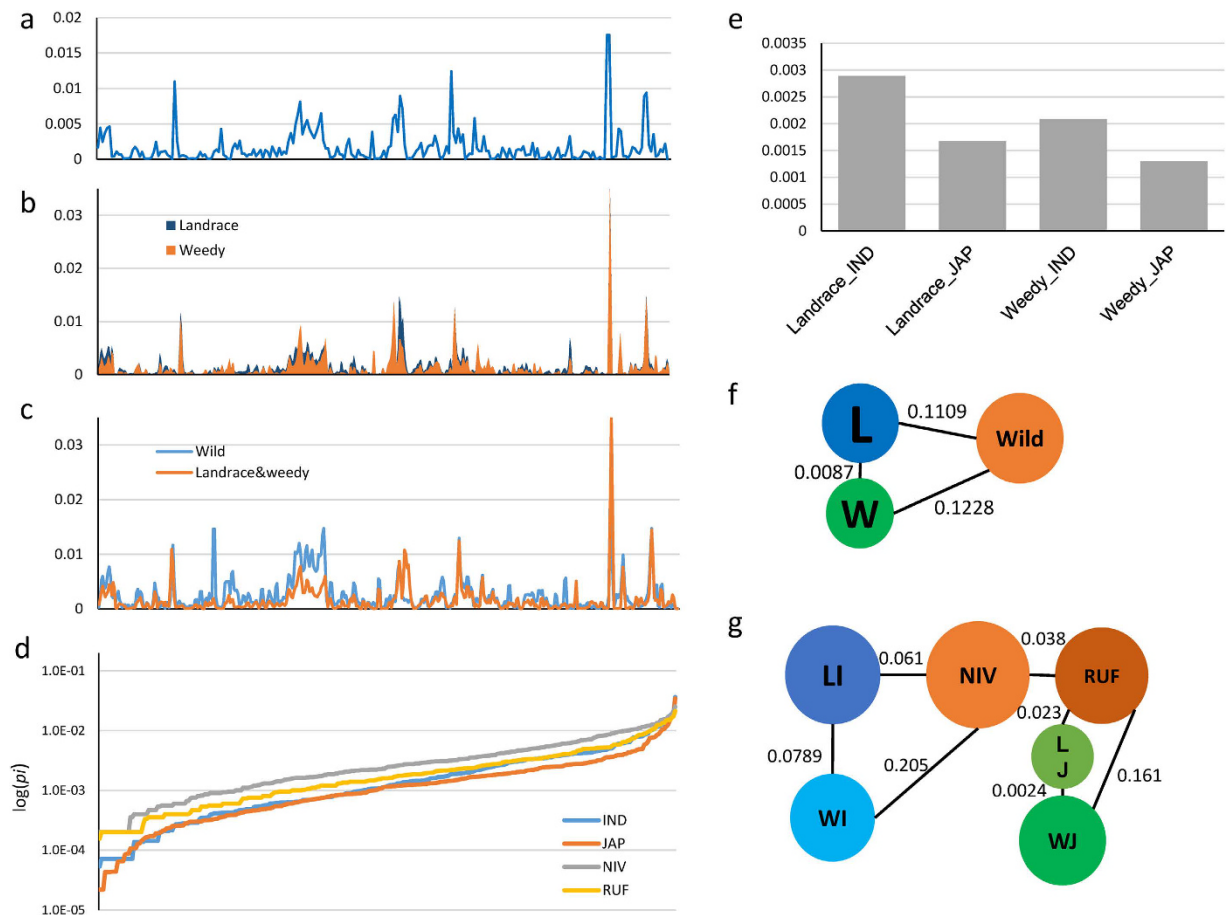 a
0.02
0.015
0.01
0.005
0
b
0.03
0.02
0.01
0
Landrace
Weedy
c
0.03
0.02
0.01
0
Wild
Landrace&weedy
d
1.0E-01
1.0E-02
1.0E-03
1.0E-04
1.0E-05
log(pi)
IND
JAP
NIV
RUF
e
0.0035
0.003
0.0025
0.002
0.0015
0.001
0.0005
0
Landrace_IND
Landrace_JAP
Weedy_IND
Weedy_JAP
f
L
0.1109
Wild
0.0087
W
0.1228
g
LI
0.061
NIV
0.038
RUF
0.023
L
J
0.0789
0.205
0.161
0.0024
WI
WJ